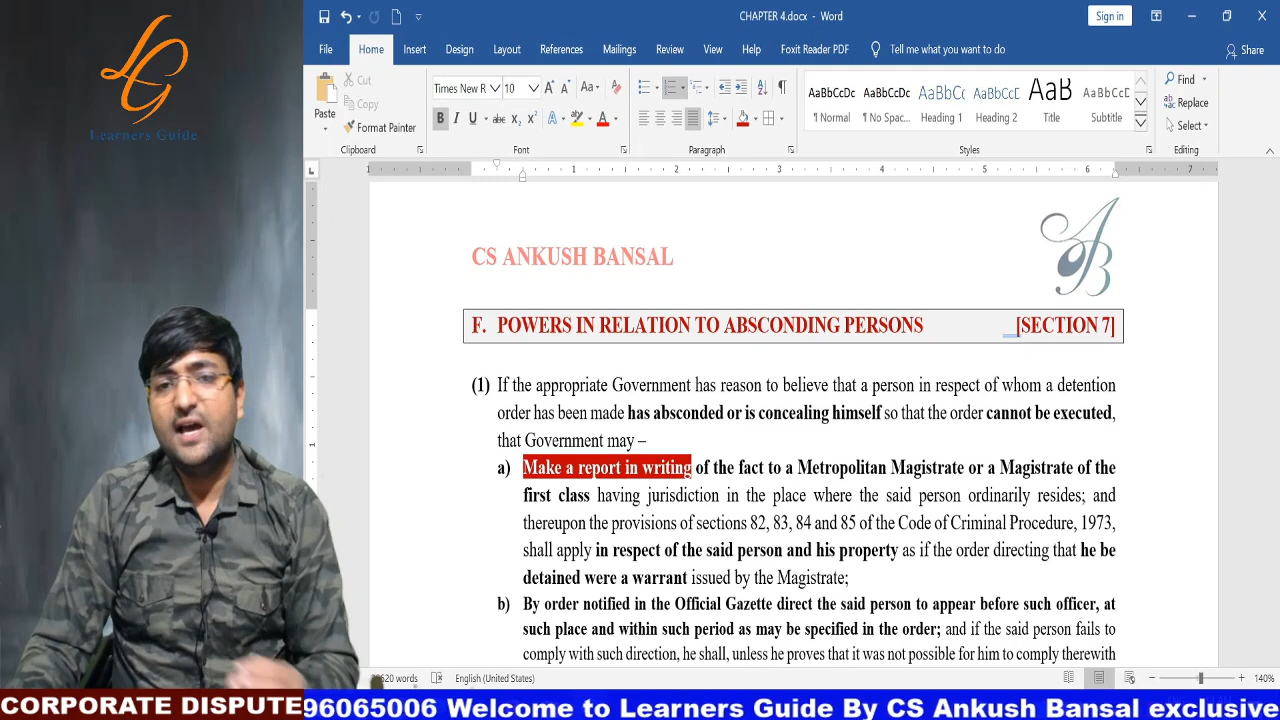 LG
Learners Guide
CHAPTER 4.docx - Word
Sign in
File Home Insert Design Layout References Mailings Review View Help Foxit Reader PDF Tell me what you want to do Share
Paste
Cut
Copy
Format Painter
Clipboard
Times New R 10
Font
Paragraph
AaBbCcDc AaBbCcDc AaBbCc AaBbCcC AaB AaBbCcD
¶ Normal ¶ No Spac... Heading 1 Heading 2 Title Subtitle
Styles
Find
Replace
Select
Editing
1 1 2 3 4 5 6 7
CS ANKUSH BANSAL
AB
F. POWERS IN RELATION TO ABSCONDING PERSONS [SECTION 7]
(1) If the appropriate Government has reason to believe that a person in respect of whom a detention
order has been made has absconded or is concealing himself so that the order cannot be executed,
that Government may –
a) Make a report in writing of the fact to a Metropolitan Magistrate or a Magistrate of the
first class having jurisdiction in the place where the said person ordinarily resides; and
thereupon the provisions of sections 82, 83, 84 and 85 of the Code of Criminal Procedure, 1973,
shall apply in respect of the said person and his property as if the order directing that he be
detained were a warrant issued by the Magistrate;
b) By order notified in the Official Gazette direct the said person to appear before such officer, at
such place and within such period as may be specified in the order; and if the said person fails to
comply with such direction, he shall, unless he proves that it was not possible for him to comply therewith
words English (United States) 140%
CORPORATE DISPUTE
96065006 Welcome to Learners Guide By CS Ankush Bansal exclusive